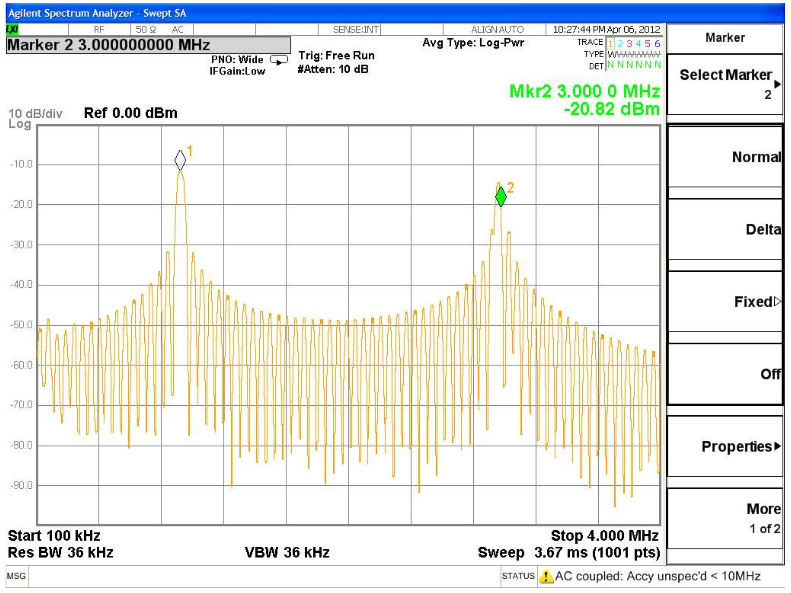 Agilent Spectrum Analyzer - Swept SA
LXI
RF
50 Ω
AC
SENSE:INT
ALIGN AUTO
10:27:44 PM Apr 06, 2012
Marker 2 3.000000000 MHz
PNO: Wide
IFGain:Low
Trig: Free Run
#Atten: 10 dB
Avg Type: Log-Pwr
TRACE 1 2 3 4 5 6
TYPE WWWWWW
DET N N N N N N
Mkr2 3.000 0 MHz
-20.82 dBm
10 dB/div
Log
Ref 0.00 dBm
1
2
-10.0
-20.0
-30.0
-40.0
-50.0
-60.0
-70.0
-80.0
-90.0
Start 100 kHz
Stop 4.000 MHz
Res BW 36 kHz
VBW 36 kHz
Sweep 3.67 ms (1001 pts)
MSG
STATUS
AC coupled: Accy unspec'd < 10MHz
Marker
Select Marker
2
Normal
Delta
Fixed
Off
Properties
More
1 of 2